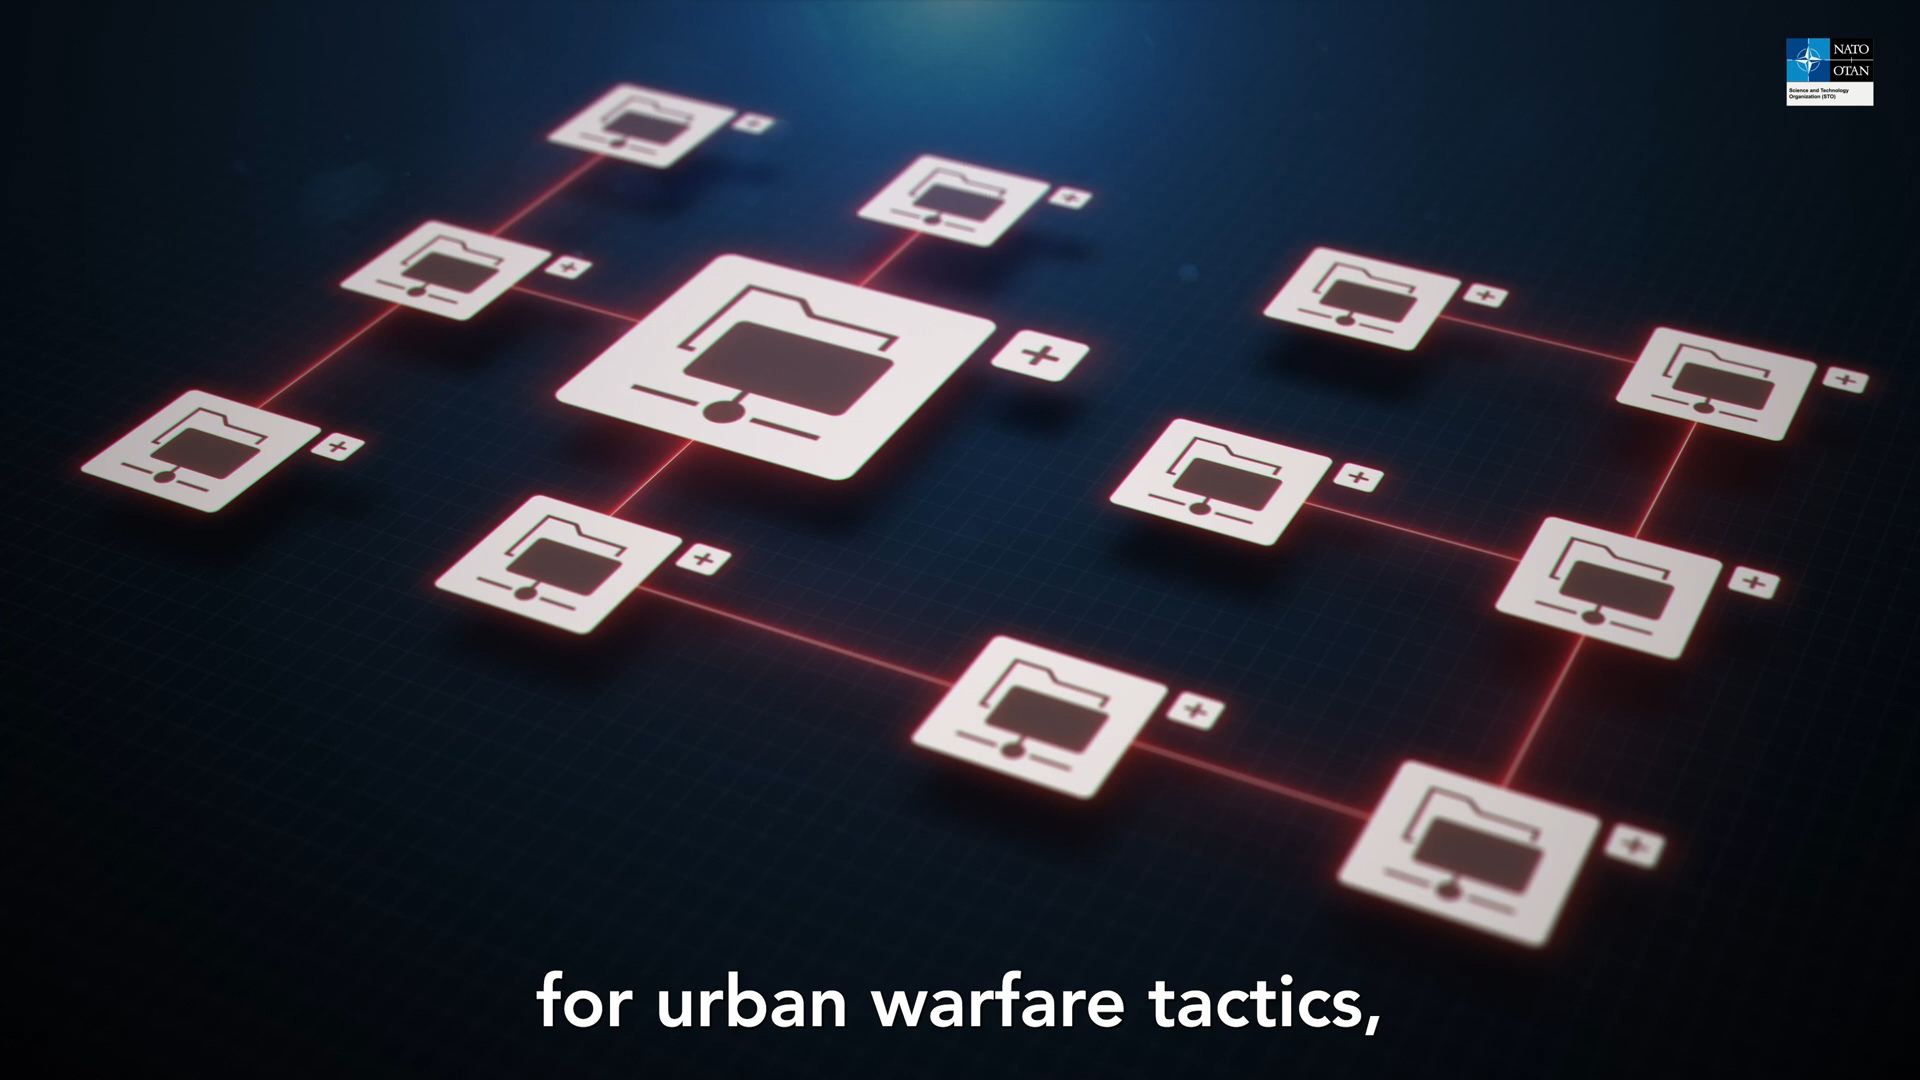 NATO
OTAN
Science and Technology
Organization (STO)
for urban warfare tactics,